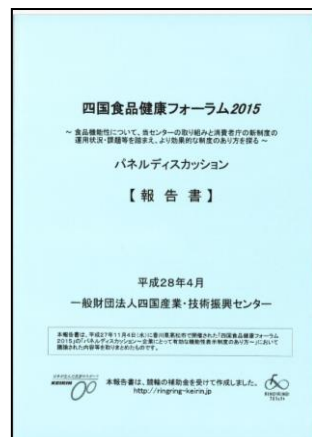 四国食品健康フォーラム2015
~ 食品機能性について、当センターの取り組みと消費者庁の新制度の
運用状況・課題等を踏まえ、より効果的な制度のあり方を探る ~
パネルディスカッション
【報告書】
平成28年4月
一般財団法人四国産業・技術振興センター
本報告書は、平成27年11月4日(水)に香川県高松市で開催された「四国食品健康フォーラム
2015」の「パネルディスカッション~企業にとって有効な機能性表示制度のあり方~」において
議論された内容等を取りまとめたものです。
KEIRIN
本報告書は、競輪の補助金を受けて作成しました。
http://ringring-keirin.jp